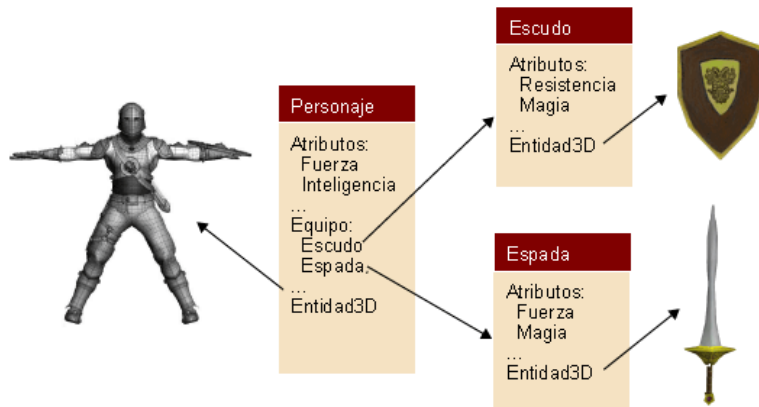 Personaje
Atributos:
Fuerza
Inteligencia
...
Equipo:
Escudo
Espada
...
Entidad3D
Escudo
Atributos:
Resistencia
Magia
...
Entidad3D
Espada
Atributos:
Fuerza
Magia
...
Entidad3D